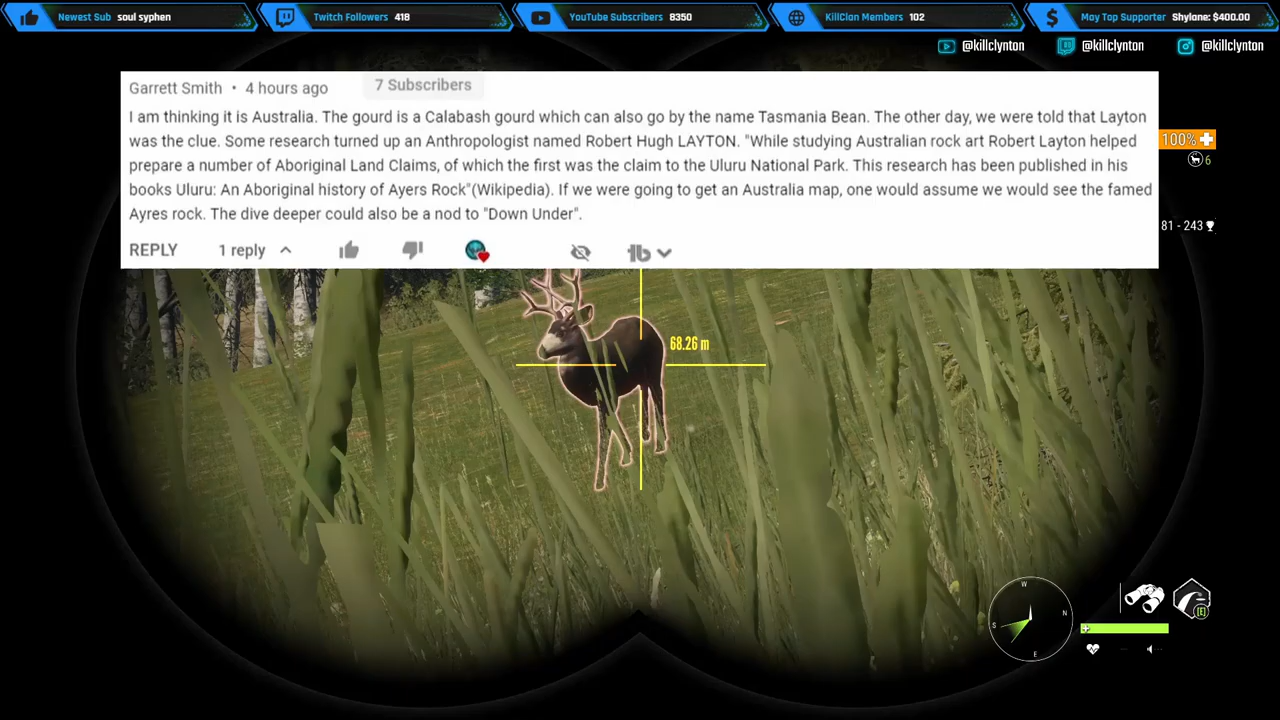 Newest Sub soul syphen
Twitch Followers 418
YouTube Subscribers 8350
KillClan Members 102
$ May Top Supporter Shylane: $400.00
@killclynton @killclynton @killclynton
Garrett Smith • 4 hours ago 7 Subscribers
I am thinking it is Australia. The gourd is a Calabash gourd which can also go by the name Tasmania Bean. The other day, we were told that Layton
was the clue. Some research turned up an Anthropologist named Robert Hugh LAYTON. "While studying Australian rock art Robert Layton helped
prepare a number of Aboriginal Land Claims, of which the first was the claim to the Uluru National Park. This research has been published in his
books Uluru: An Aboriginal history of Ayers Rock"(Wikipedia). If we were going to get an Australia map, one would assume we would see the famed
Ayres rock. The dive deeper could also be a nod to "Down Under".
REPLY 1 reply
100%
6
81 - 243
68.26 m
W
S N
E
[E]